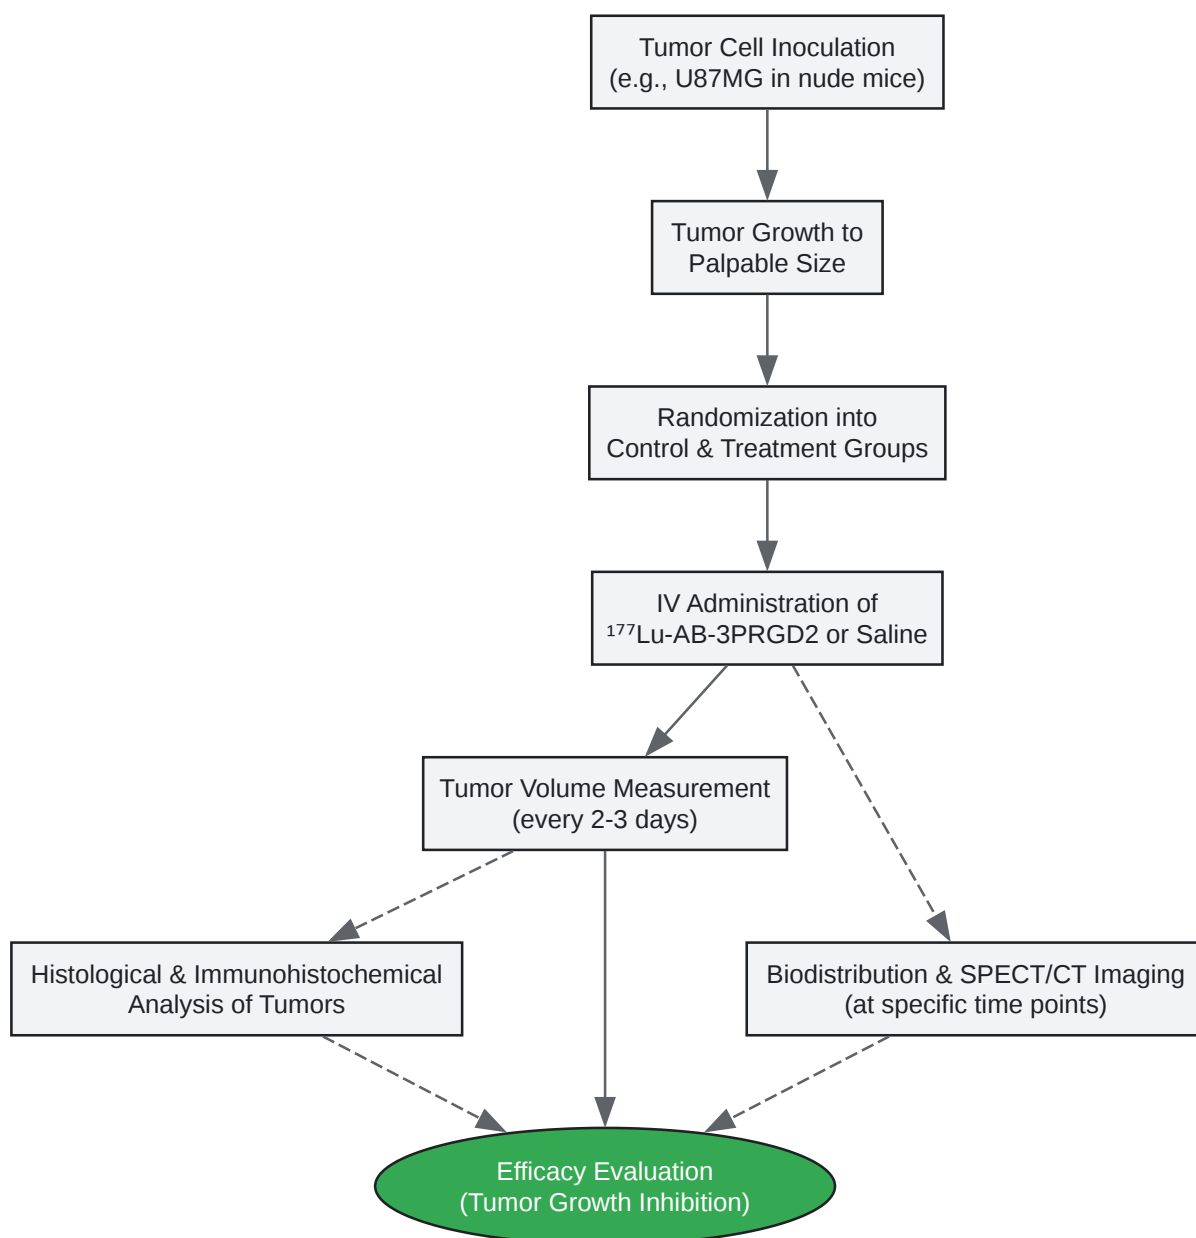 Tumor Cell Inoculation
(e.g., U87MG in nude mice)
Tumor Growth to
Palpable Size
Randomization into
Control & Treatment Groups
IV Administration of
¹⁷⁷Lu-AB-3PRGD2 or Saline
Tumor Volume Measurement
(every 2-3 days)
Histological & Immunohistochemical
Analysis of Tumors
Biodistribution & SPECT/CT Imaging
(at specific time points)
Efficacy Evaluation
(Tumor Growth Inhibition)